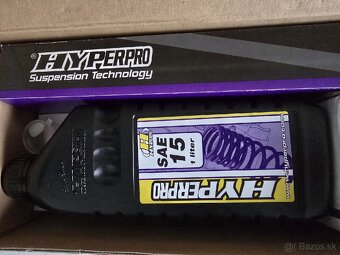 ® HYPERPRO
Suspension Technology
HYPERPRO
SAE 15
1 liter
Bazos.sk